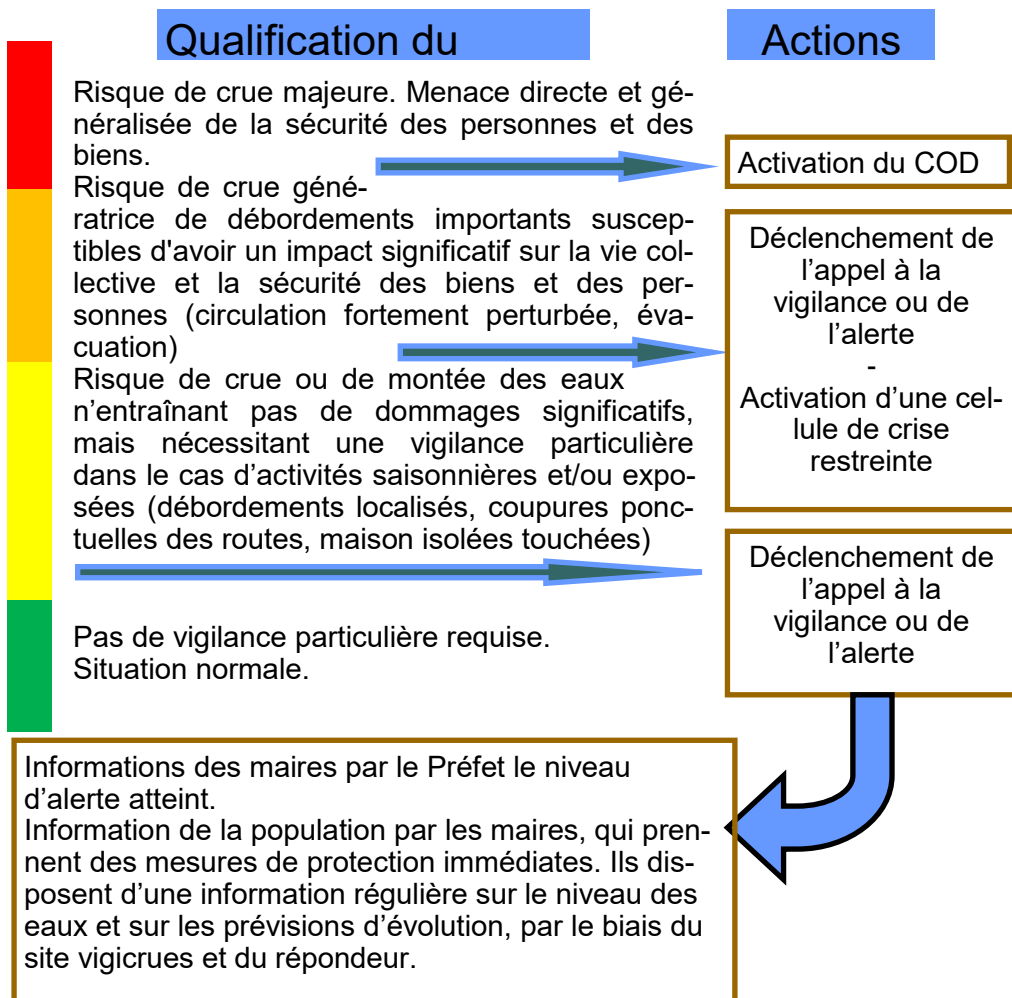 Qualification du
Actions
Risque de crue majeure. Menace directe et gé-
néralisée de la sécurité des personnes et des
biens.
Activation du COD
Risque de crue géné-
ratrice de débordements importants suscep-
tibles d'avoir un impact significatif sur la vie col-
lective et la sécurité des biens et des per-
sonnes (circulation fortement perturbée, éva-
cuation)
Déclenchement de
l’appel à la
vigilance ou de
l’alerte
-
Activation d’une cel-
lule de crise
restreinte
Risque de crue ou de montée des eaux
n’entraînant pas de dommages significatifs,
mais nécessitant une vigilance particulière
dans le cas d’activités saisonnières et/ou expo-
sées (débordements localisés, coupures ponc-
tuelles des routes, maison isolées touchées)
Déclenchement de
l’appel à la
vigilance ou de
l’alerte
Pas de vigilance particulière requise.
Situation normale.
Informations des maires par le Préfet le niveau
d’alerte atteint.
Information de la population par les maires, qui pren-
nent des mesures de protection immédiates. Ils dis-
posent d’une information régulière sur le niveau des
eaux et sur les prévisions d’évolution, par le biais du
site vigicrues et du répondeur.